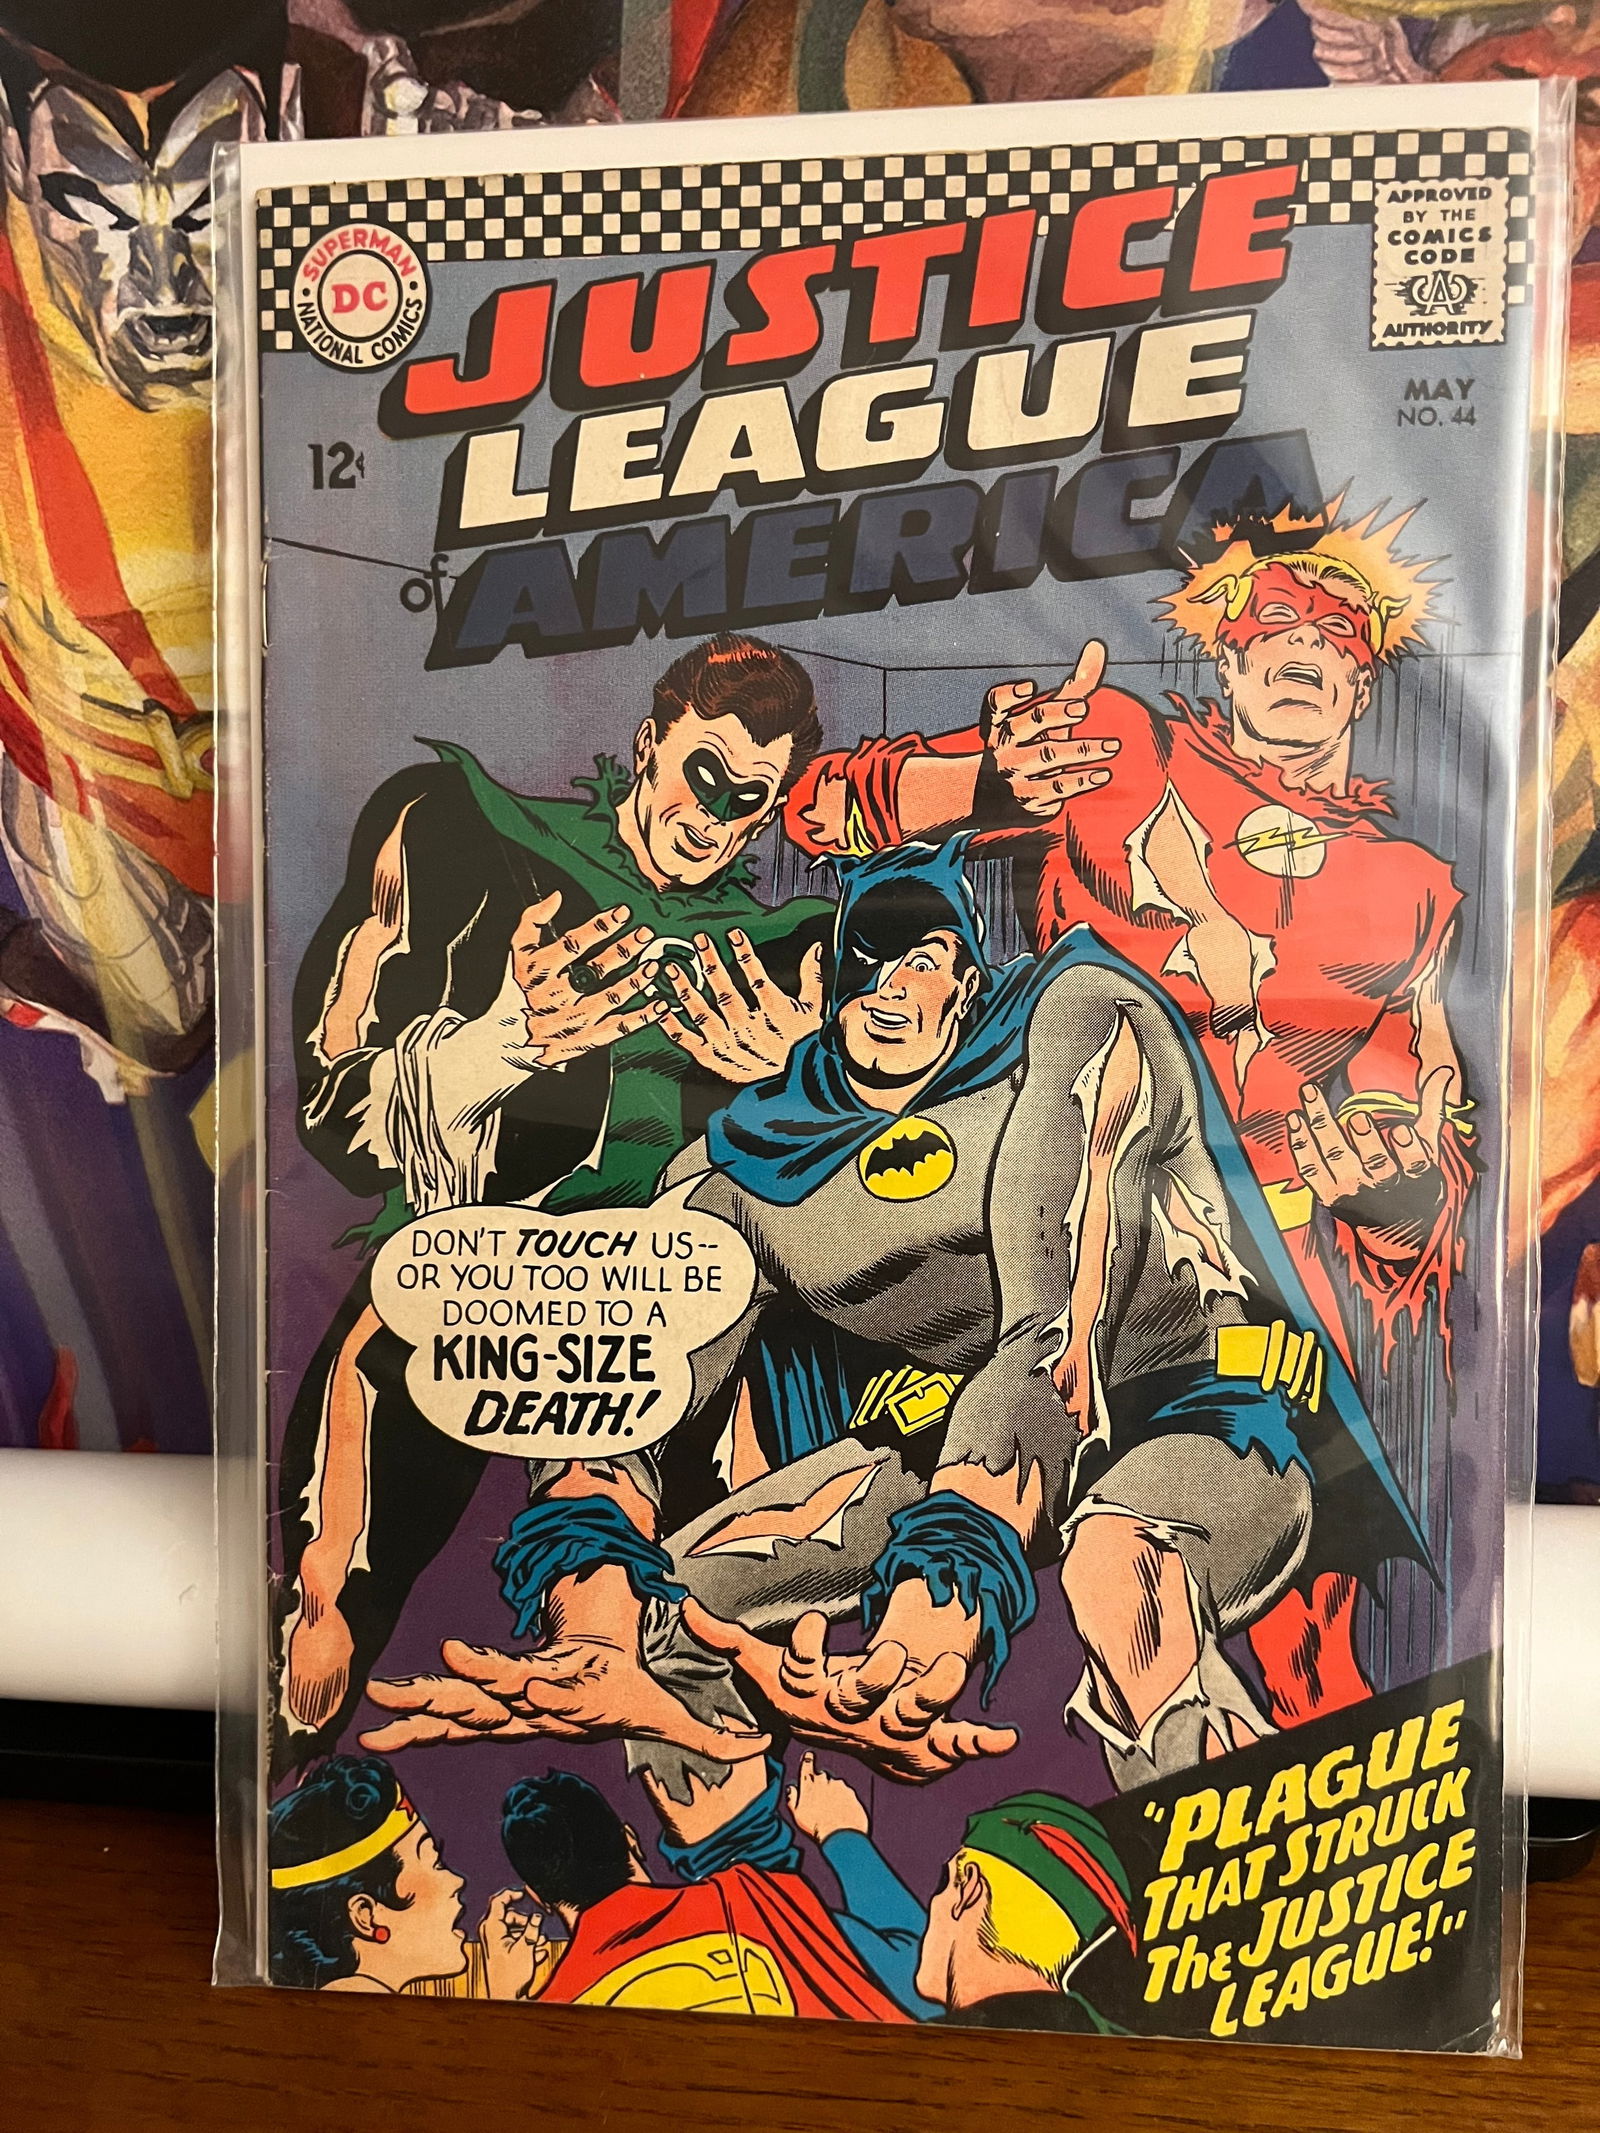 SUPERMAN
DC
NATIONAL COMICS
APPROVED
BY THE
COMICS
CODE
CA
AUTHORITY
JUSTICE
LEAGUE
of AMERICA
MAY
NO. 44
12¢
DON'T TOUCH US--
OR YOU TOO WILL BE
DOOMED TO A
KING-SIZE
DEATH!
"PLAGUE
THAT STRUCK
The JUSTICE
LEAGUE!"